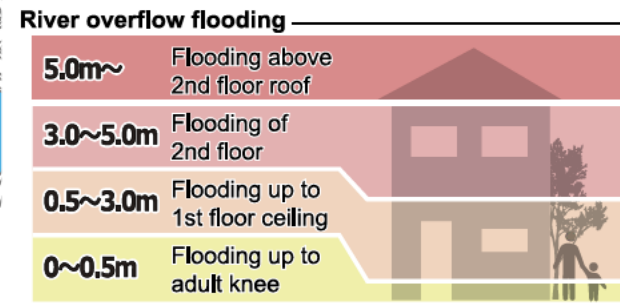 River overflow flooding
5.0m～
Flooding above
2nd floor roof
3.0～5.0m
Flooding of
2nd floor
0.5～3.0m
Flooding up to
1st floor ceiling
0～0.5m
Flooding up to
adult knee